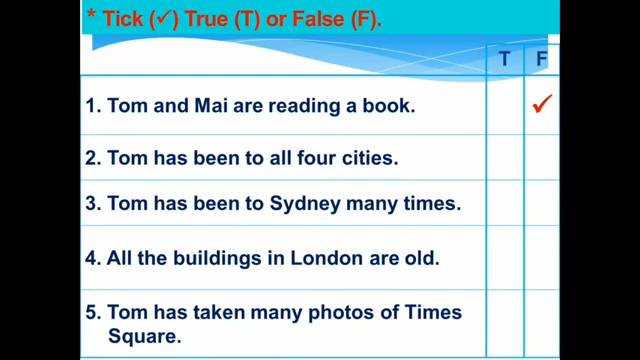 * Tick (✓) True (T) or False (F).
T F
1. Tom and Mai are reading a book. ✓
2. Tom has been to all four cities.
3. Tom has been to Sydney many times.
4. All the buildings in London are old.
5. Tom has taken many photos of Times
Square.